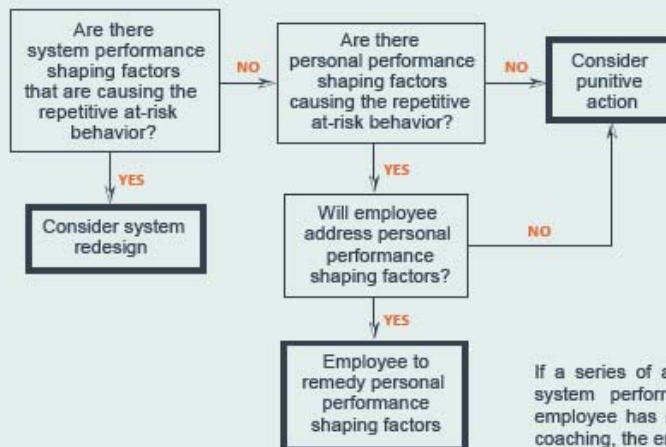 Are there
system performance
shaping factors
that are causing the
repetitive at-risk
behavior?
NO
Are there
personal performance
shaping factors
causing the repetitive
at-risk behavior?
NO
Consider
punitive
action
YES
Consider system
redesign
YES
Will employee
address personal
performance
shaping factors?
NO
YES
Employee to
remedy personal
performance
shaping factors
If a series of a
system perform
employee has
coaching, the e